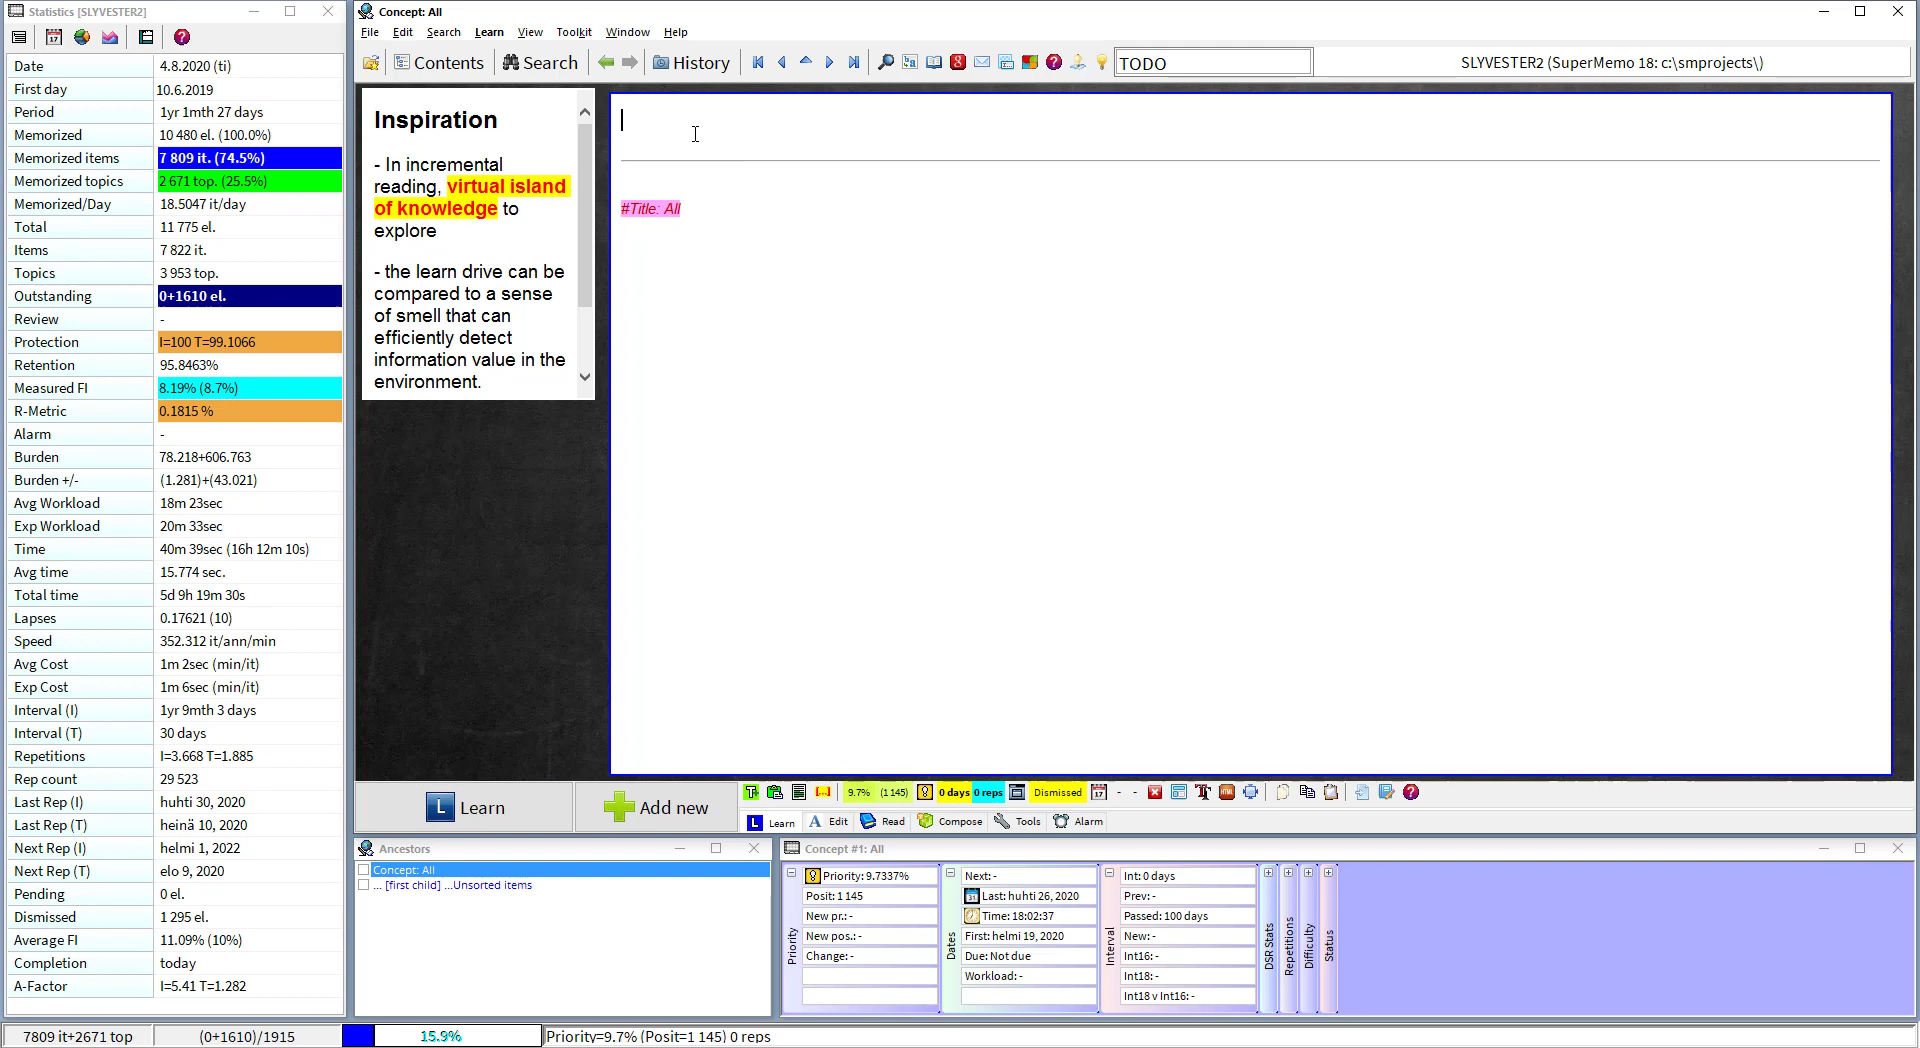 Statistics [SLYVESTER2]
Date 4.8.2020 (ti)
First day 10.6.2019
Period 1yr 1mth 27 days
Memorized 10 480 el. (100.0%)
Memorized items 7 809 it. (74.5%)
Memorized topics 2 671 top. (25.5%)
Memorized/Day 18.5047 it/day
Total 11 775 el.
Items 7 822 it.
Topics 3 953 top.
Outstanding 0+1610 el.
Review -
Protection I=100 T=99.1066
Retention 95.8463%
Measured FI 8.19% (8.7%)
R-Metric 0.1815 %
Alarm -
Burden 78.218+606.763
Burden +/- (1.281)+(43.021)
Avg Workload 18m 23sec
Exp Workload 20m 33sec
Time 40m 39sec (16h 12m 10s)
Avg time 15.774 sec.
Total time 5d 9h 19m 30s
Lapses 0.17621 (10)
Speed 352.312 it/ann/min
Avg Cost 1m 2sec (min/it)
Exp Cost 1m 6sec (min/it)
Interval (I) 1yr 9mth 3 days
Interval (T) 30 days
Repetitions I=3.668 T=1.885
Rep count 29 523
Last Rep (I) huhti 30, 2020
Last Rep (T) heinä 10, 2020
Next Rep (I) helmi 1, 2022
Next Rep (T) elo 9, 2020
Pending 0 el.
Dismissed 1 295 el.
Average FI 11.09% (10%)
Completion today
A-Factor I=5.41 T=1.282
Concept: All
File Edit Search Learn View Toolkit Window Help
Contents Search History TODO SLYVESTER2 (SuperMemo 18: c:\smprojects\)
Inspiration
- In incremental
reading, virtual island
of knowledge to
explore
- the learn drive can be
compared to a sense
of smell that can
efficiently detect
information value in the
environment.
#Title: All
L Learn Add new
9.7% (1 145) 0 days 0 reps Dismissed 17 - -
L Learn A Edit Read Compose Tools Alarm
Ancestors
Concept: All
... [first child] ...Unsorted items
Concept #1: All
Priority
Priority: 9.7337%
Posit: 1 145
New pr.: -
New pos.: -
Change: -
Dates
Next: -
Last: huhti 26, 2020
Time: 18:02:37
First: helmi 19, 2020
Due: Not due
Workload: -
Interval
Int: 0 days
Prev: -
Passed: 100 days
New: -
Int16: -
Int18: -
Int18 v Int16: -
DSR Stats
Repetitions
Difficulty
Status
7809 it+2671 top (0+1610)/1915 15.9% Priority=9.7% (Posit=1 145) 0 reps